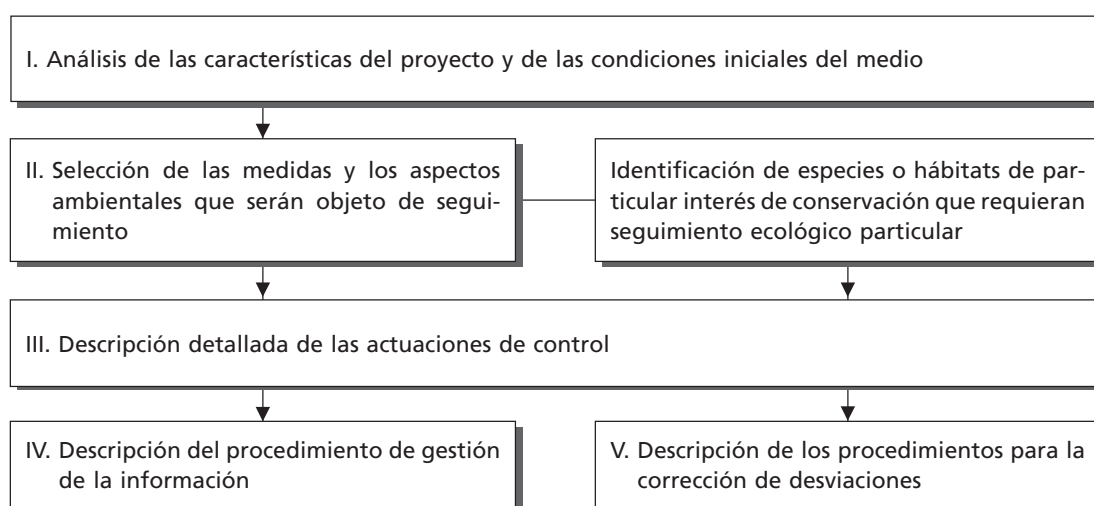 I. Análisis de las características del proyecto y de las condiciones iniciales del medio
II. Selección de las medidas y los aspectos
ambientales que serán objeto de segui-
miento
Identificación de especies o hábitats de par-
ticular interés de conservación que requieran
seguimiento ecológico particular
III. Descripción detallada de las actuaciones de control
IV. Descripción del procedimiento de gestión
de la información
V. Descripción de los procedimientos para la
corrección de desviaciones